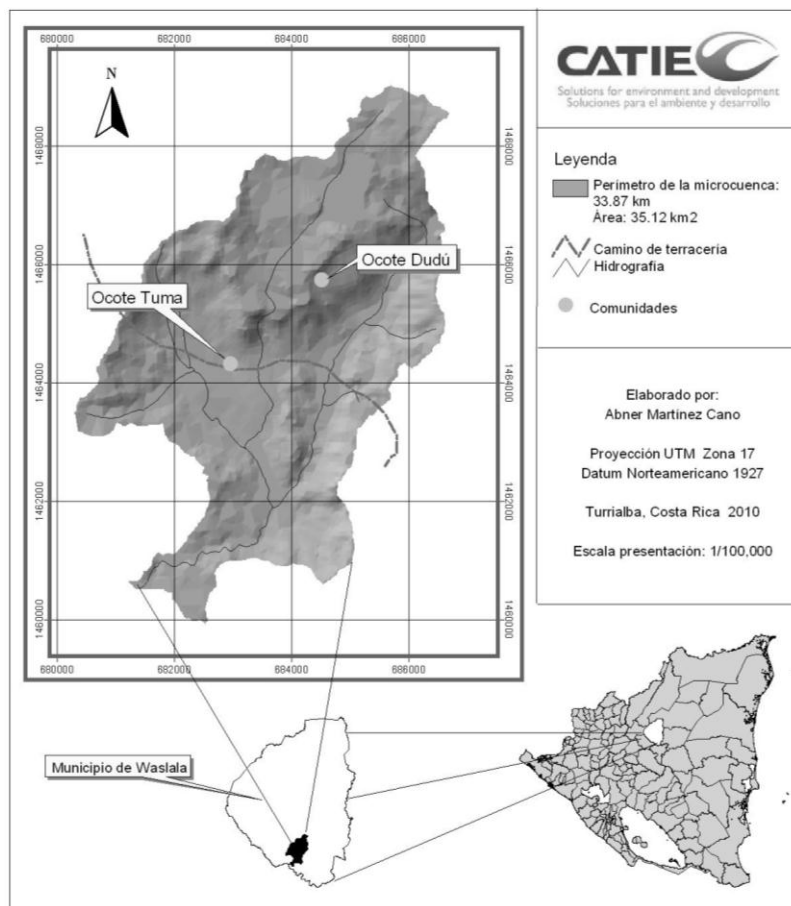 680000
682000
684000
686000
N
1468000
1468000
1466000
1466000
1464000
1464000
1462000
1462000
1460000
1460000
Ocote Dudú
Ocote Tuma
680000
682000
684000
686000
CATIE
Solutions for environment and development
Soluciones para el ambiente y desarrollo
Leyenda
Perímetro de la microcuenca:
33.87 km
Área: 35.12 km2
Camino de terracería
Hidrografía
Comunidades
Elaborado por:
Abner Martínez Cano
Proyección UTM Zona 17
Datum Norteamericano 1927
Turrialba, Costa Rica 2010
Escala presentación: 1/100,000
Municipio de Waslala